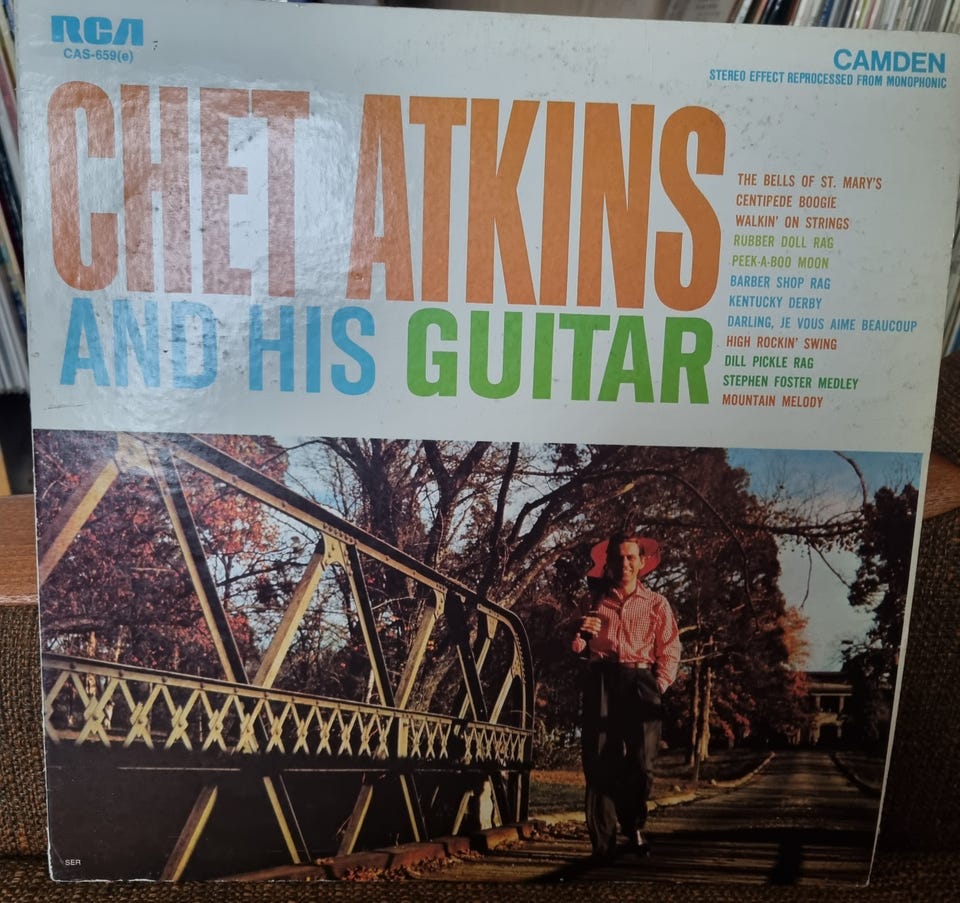 RCA
CAS-659(e)
CAMDEN
STEREO EFFECT REPROCESSED FROM MONOPHONIC
CHET ATKINS
AND HIS GUITAR
THE BELLS OF ST. MARY'S
CENTIPEDE BOOGIE
WALKIN' ON STRINGS
RUBBER DOLL RAG
PEEK-A-BOO MOON
BARBER SHOP RAG
KENTUCKY DERBY
DARLING, JE VOUS AIME BEAUCOUP
HIGH ROCKIN' SWING
DILL PICKLE RAG
STEPHEN FOSTER MEDLEY
MOUNTAIN MELODY
SER